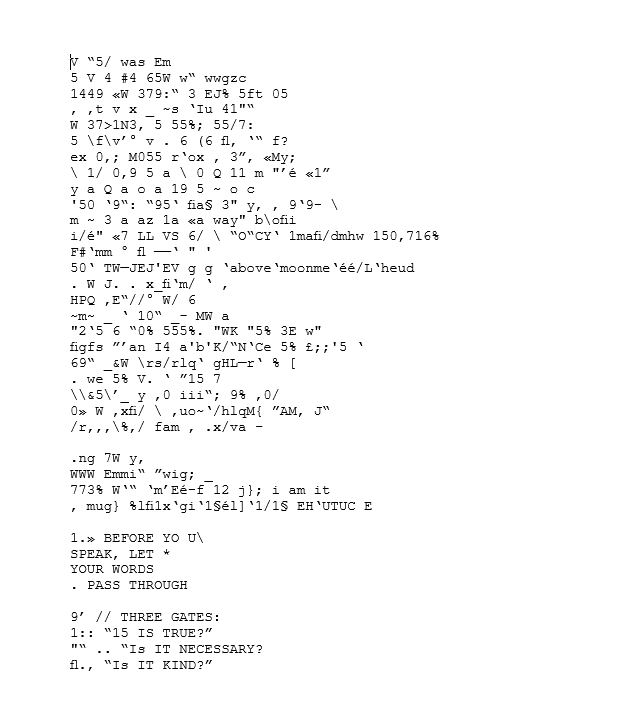 V “5/ was Em
5 V 4 #4 65W w“ wwgzc
1449 «W 379:“ 3 EJ% 5ft 05
, ,t v x _ ~s ‘Iu 41"“
W 37>1N3, 5 55%; 55/7:
5 \f\v’° v . 6 (6 fl, ‘“ f?
ex 0,; M055 r‘ox , 3”, «My;
\ 1/ 0,9 5 a \ 0 Q 11 m "’é «l”
y a Q a o a 19 5 ~ o c
'50 ‘9“: “95‘ fia§ 3" y, , 9‘9- \
m ~ 3 a az 1a «a way" b\ofii
i/é" «7 LL VS 6/ \ “O“CY‘ 1mafi/dmhw 150,716%
F#‘mm ° fl —–‘ " '
50‘ TW—JEJ'EV g g ‘above‘moonme‘éé/L‘heud
. W J. . x_fi‘m/ ‘ ,
HPQ ,E“//° W/ 6
~m~ _ ‘ 10“ _- MW a
"2‘5 6 “0% 555%. "WK "5% 3E w"
figfs ”’an I4 a'b'K/“N‘Ce 5% £;;'5 ‘
69“ _&W \rs/rlq‘ gHL—r‘ % [
. we 5% V. ‘ ”15 7
\\&5\’_ y ,0 iii“; 9% ,0/
0» W ,xfi/ \ ,uo~‘/hlqM{ ”AM, J“
/r,,,\%,/ fam , .x/va -
.ng 7W y,
WWW Emmi“ ”wig; _
773% W‘“ ‘m’Eé-f 12 j}; i am it
, mug} %lfi1x‘gi‘1§él]‘1/1§ EH‘UTUC E
1.» BEFORE YO U\
SPEAK, LET *
YOUR WORDS
. PASS THROUGH
9’ // THREE GATES:
1:: “15 IS TRUE?”
"“ .. “Is IT NECESSARY?
fl., “Is IT KIND?”